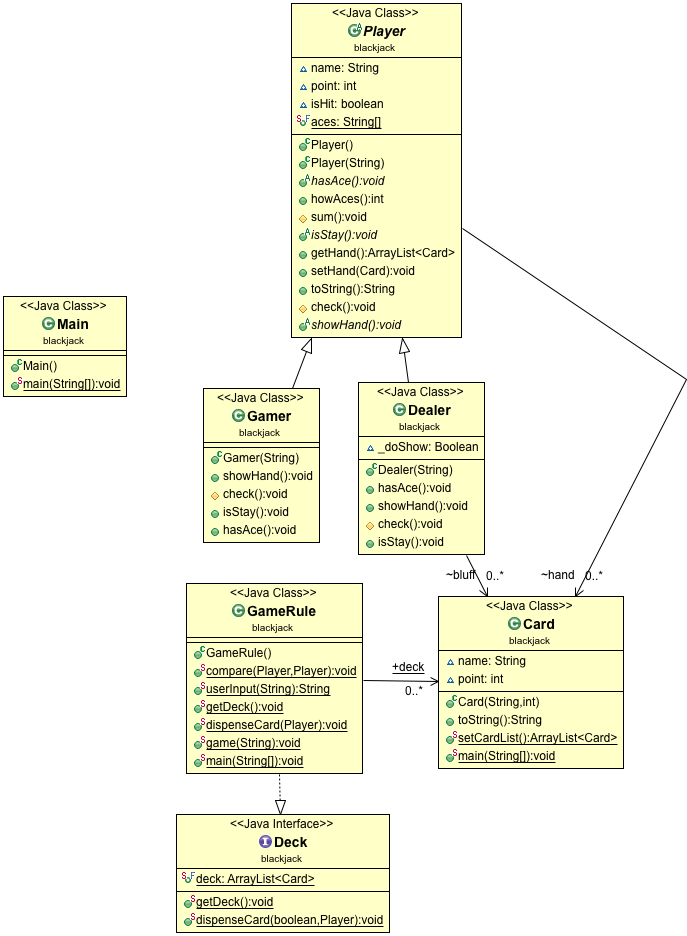 <<Java Class>>
Player
blackjack
name: String
point: int
isHit: boolean
aces: String[]
Player()
Player(String)
hasAce():void
howAces():int
sum():void
isStay():void
getHand():ArrayList<Card>
setHand(Card):void
toString():String
check():void
showHand():void
<<Java Class>>
Main
blackjack
Main()
main(String[]):void
<<Java Class>>
Gamer
blackjack
Gamer(String)
showHand():void
check():void
isStay():void
hasAce():void
<<Java Class>>
Dealer
blackjack
_doShow: Boolean
Dealer(String)
hasAce():void
showHand():void
check():void
isStay():void
~bluff 0..*
~hand 0..*
<<Java Class>>
GameRule
blackjack
GameRule()
compare(Player,Player):void
userInput(String):String
getDeck():void
dispenseCard(Player):void
game(String):void
main(String[]):void
+deck
0..*
<<Java Class>>
Card
blackjack
name: String
point: int
Card(String,int)
toString():String
setCardList():ArrayList<Card>
main(String[]):void
<<Java Interface>>
Deck
blackjack
deck: ArrayList<Card>
getDeck():void
dispenseCard(boolean,Player):void